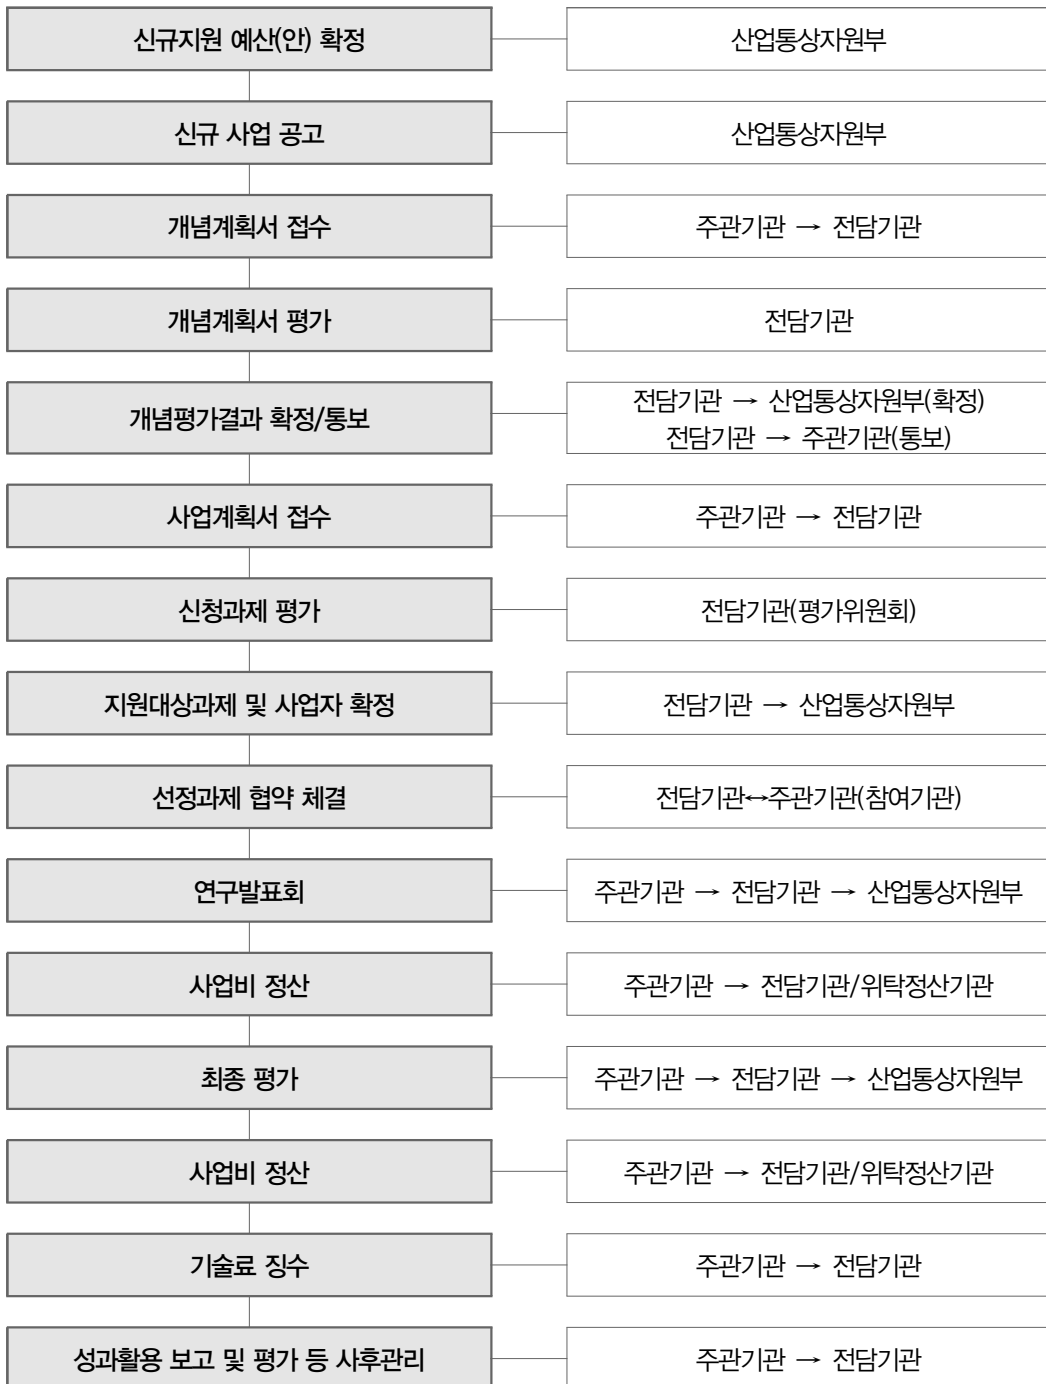 신규지원 예산(안) 확정
산업통상자원부
신규 사업 공고
산업통상자원부
개념계획서 접수
주관기관 → 전담기관
개념계획서 평가
전담기관
개념평가결과 확정/통보
전담기관 → 산업통상자원부(확정)
전담기관 → 주관기관(통보)
사업계획서 접수
주관기관 → 전담기관
신청과제 평가
전담기관(평가위원회)
지원대상과제 및 사업자 확정
전담기관 → 산업통상자원부
선정과제 협약 체결
전담기관↔주관기관(참여기관)
연구발표회
주관기관 → 전담기관 → 산업통상자원부
사업비 정산
주관기관 → 전담기관/위탁정산기관
최종 평가
주관기관 → 전담기관 → 산업통상자원부
사업비 정산
주관기관 → 전담기관/위탁정산기관
기술료 징수
주관기관 → 전담기관
성과활용 보고 및 평가 등 사후관리
주관기관 → 전담기관